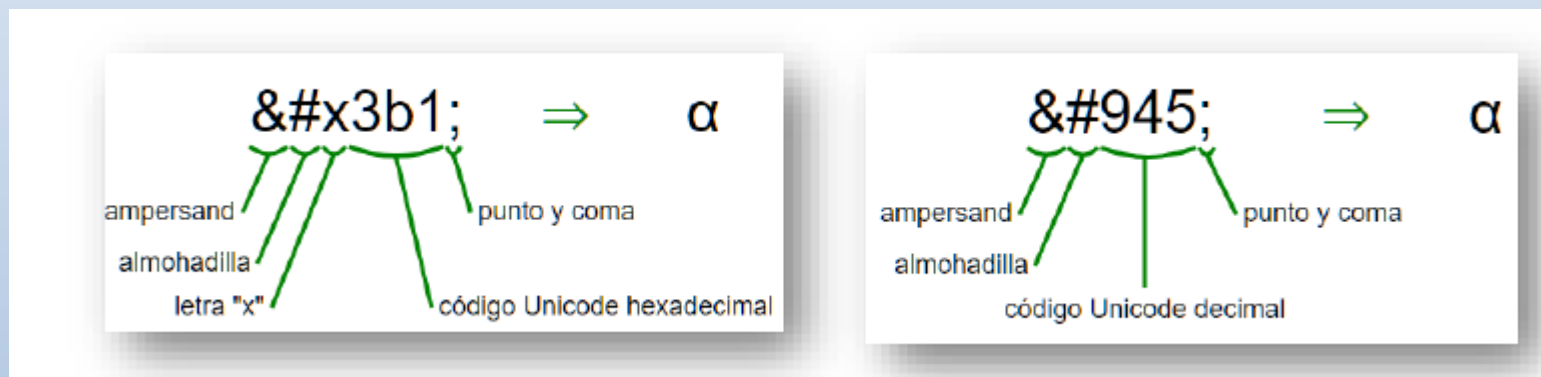 &#x3b1; ⇒ α
ampersand
punto y coma
almohadilla
letra "x"
código Unicode hexadecimal
&#945; ⇒ α
ampersand
punto y coma
almohadilla
código Unicode decimal